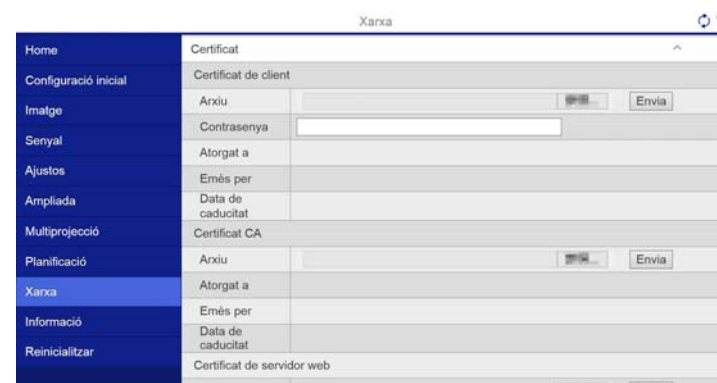 Xarxa
Home
Configuració inicial
Imatge
Senyal
Ajustos
Ampliada
Multiprojecció
Planificació
Xarxa
Informació
Reinicialitzar
Certificat
Certificat de client
Arxiu
Envia
Contrasenya
Atorgat a
Emès per
Data de
caducitat
Certificat CA
Arxiu
Envia
Atorgat a
Emès per
Data de
caducitat
Certificat de servidor web